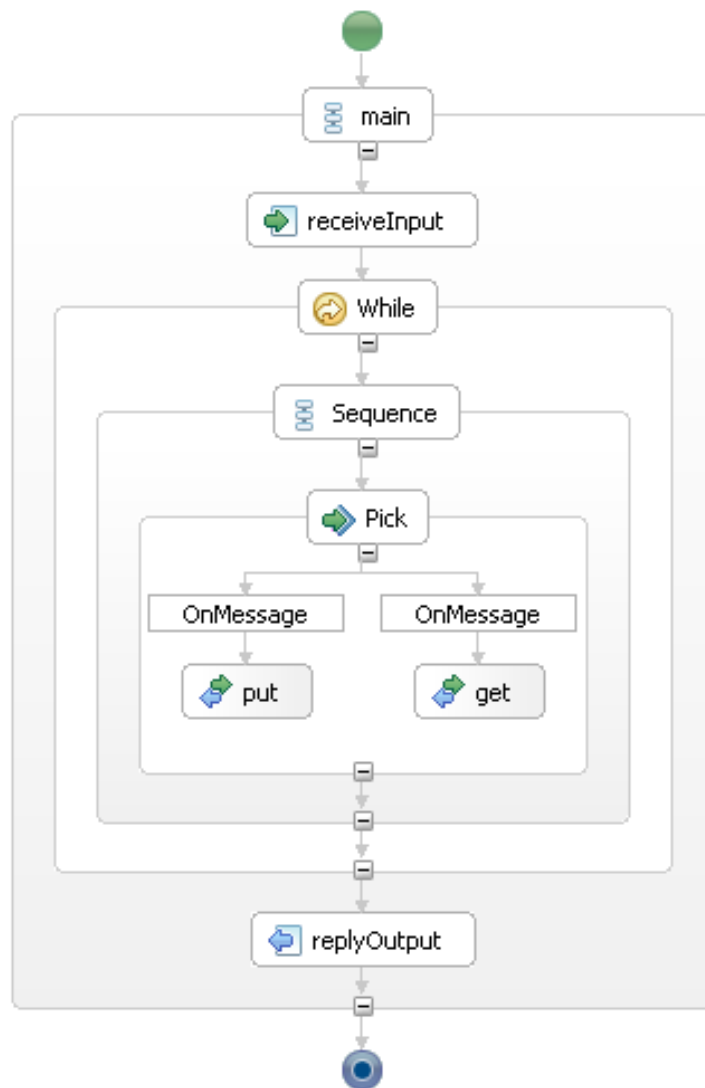 main
receiveInput
While
Sequence
Pick
OnMessage OnMessage
put get
replyOutput